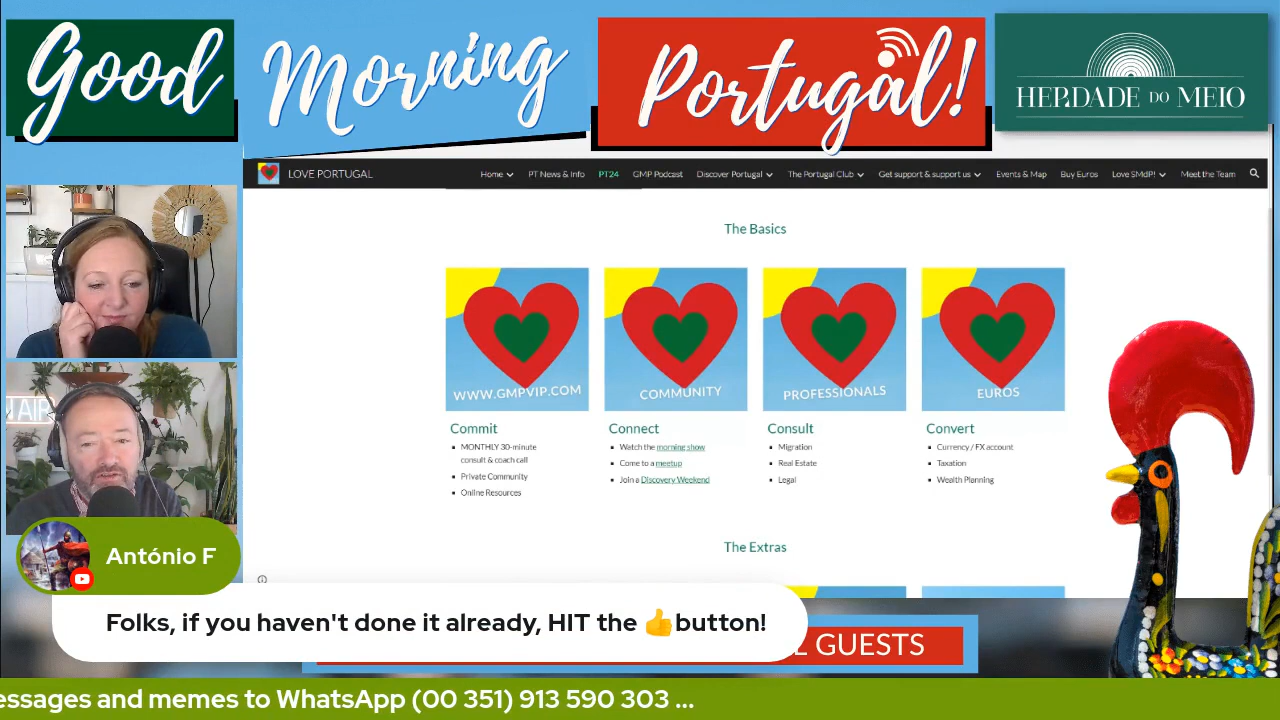 Good Morning Portugal!
HERDADE DO MEIO
LOVE PORTUGAL
Home PT News & Info PT24 GMP Podcast Discover Portugal The Portugal Club Get support & support us Events & Map Buy Euros Love SMdP! Meet the Team
The Basics
WWW.GMPVIP.COM
COMMUNITY
PROFESSIONALS
EUROS
Commit
MONTHLY 30-minute
consult & coach call
Private Community
Online Resources
Connect
Watch the morning show
Come to a meetup
Join a Discovery Weekend
Consult
Migration
Real Estate
Legal
Convert
Currency / FX account
Taxation
Wealth Planning
The Extras
N AIR
António F
Folks, if you haven't done it already, HIT the 👍button!
GUESTS
essages and memes to WhatsApp (00 351) 913 590 303 ...